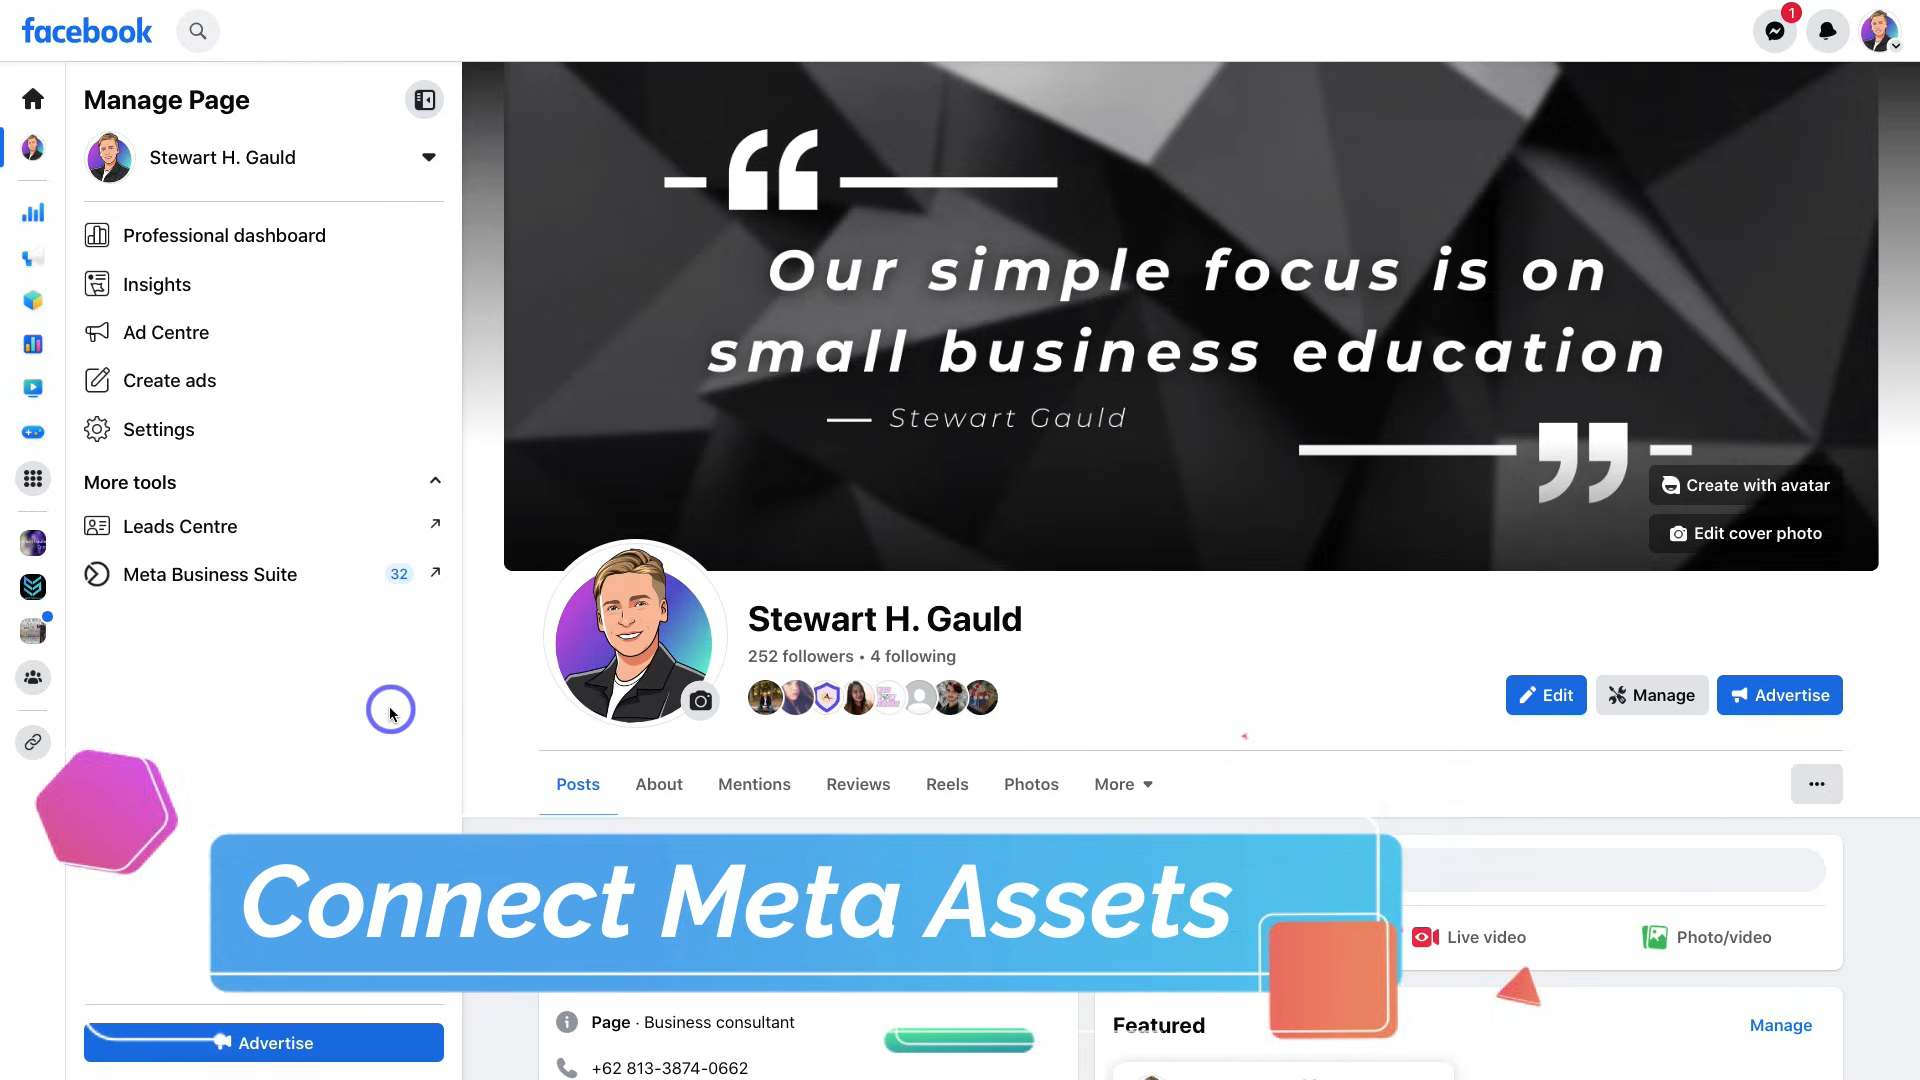 facebook
1
Manage Page
Stewart H. Gauld
Professional dashboard
Insights
Ad Centre
Create ads
Settings
More tools
Leads Centre
Meta Business Suite 32
Advertise
Our simple focus is on
small business education
Stewart Gauld
Create with avatar
Edit cover photo
Stewart H. Gauld
252 followers • 4 following
Edit
Manage
Advertise
Posts
About
Mentions
Reviews
Reels
Photos
More
Connect Meta Assets
Live video
Photo/video
Page · Business consultant
+62 813-3874-0662
Featured
Manage